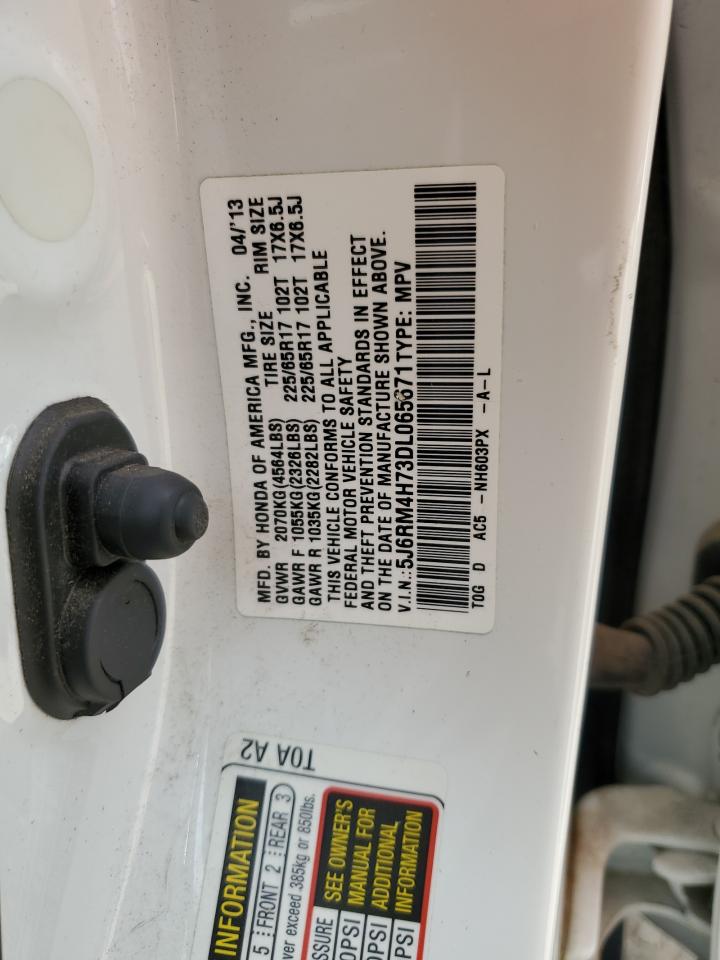 MFD. BY HONDA OF AMERICA MFG., INC. 04/'13
GVWR 2070KG(4564LBS) TIRE SIZE RIM SIZE
GAWR F 1055KG(2326LBS) 225/65R17 102T 17X6.5J
GAWR R 1035KG(2282LBS) 225/65R17 102T 17X6.5J
THIS VEHICLE CONFORMS TO ALL APPLICABLE
FEDERAL MOTOR VEHICLE SAFETY
AND THEFT PREVENTION STANDARDS IN EFFECT
ON THE DATE OF MANUFACTURE SHOWN ABOVE.
V.I.N.:5J6RM4H73DL065671 TYPE: MPV
TOG D AC5 -NH603PX -A-L
T0A A2
INFORMATION
5 FRONT 2 REAR 3
ver exceed 385kg or 850lbs.
SSURE
0PSI
0PSI
PSI
SEE OWNER'S
MANUAL FOR
ADDITIONAL
INFORMATION